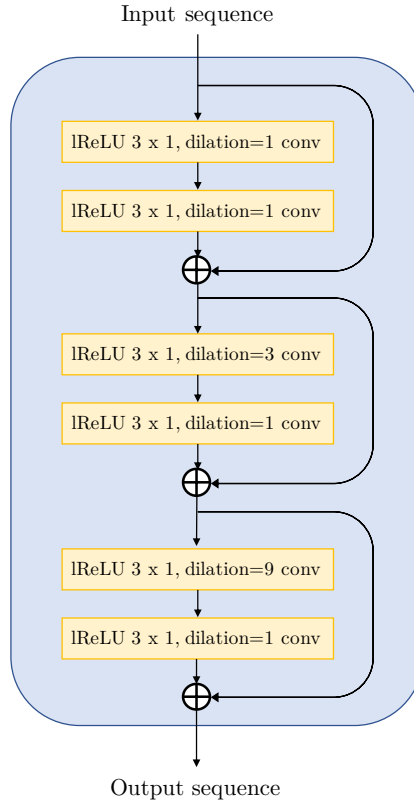 Input sequence
lReLU 3 x 1, dilation=1 conv
lReLU 3 x 1, dilation=1 conv
lReLU 3 x 1, dilation=3 conv
lReLU 3 x 1, dilation=1 conv
lReLU 3 x 1, dilation=9 conv
lReLU 3 x 1, dilation=1 conv
Output sequence